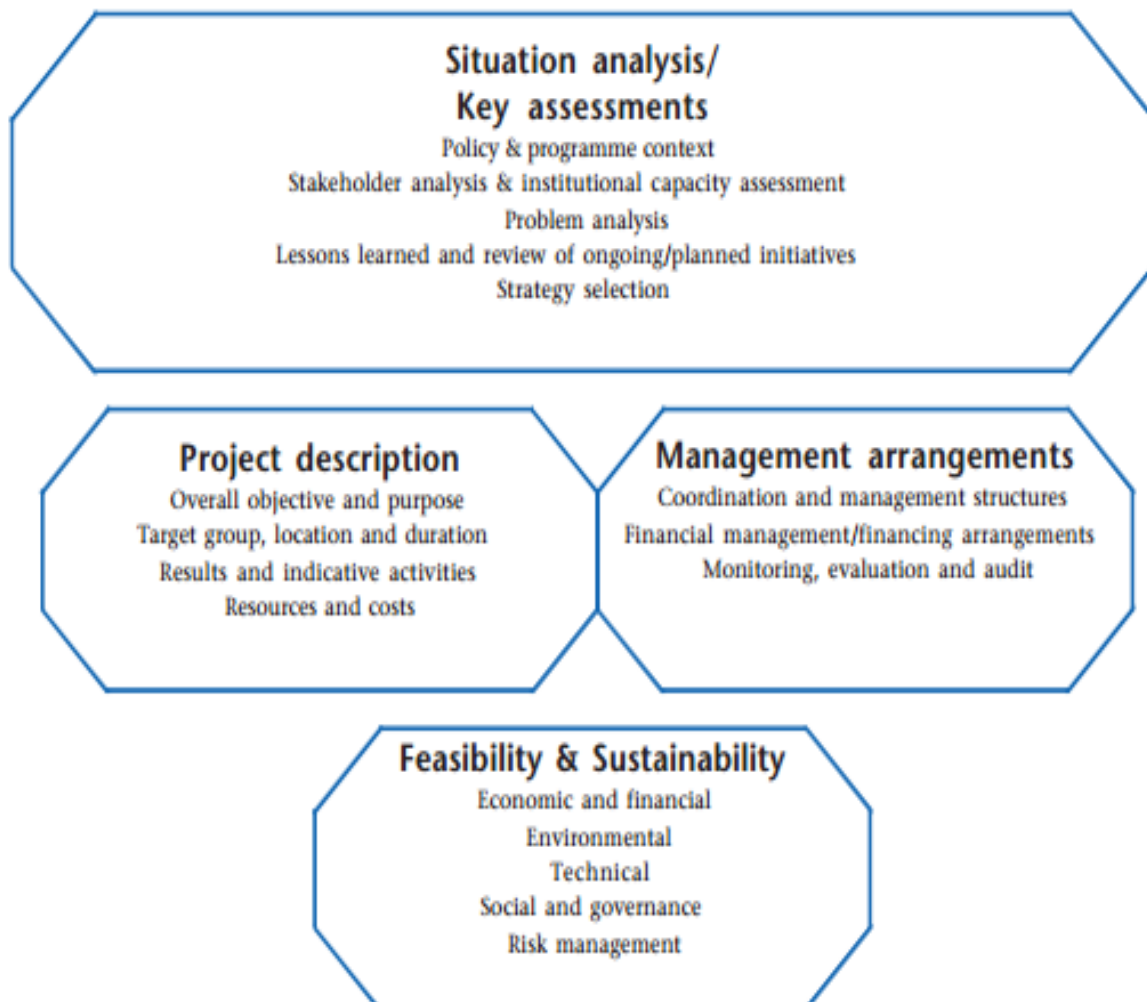 Situation analysis/
Key assessments
Policy & programme context
Stakeholder analysis & institutional capacity assessment
Problem analysis
Lessons learned and review of ongoing/planned initiatives
Strategy selection
Project description
Overall objective and purpose
Target group, location and duration
Results and indicative activities
Resources and costs
Management arrangements
Coordination and management structures
Financial management/financing arrangements
Monitoring, evaluation and audit
Feasibility & Sustainability
Economic and financial
Environmental
Technical
Social and governance
Risk management